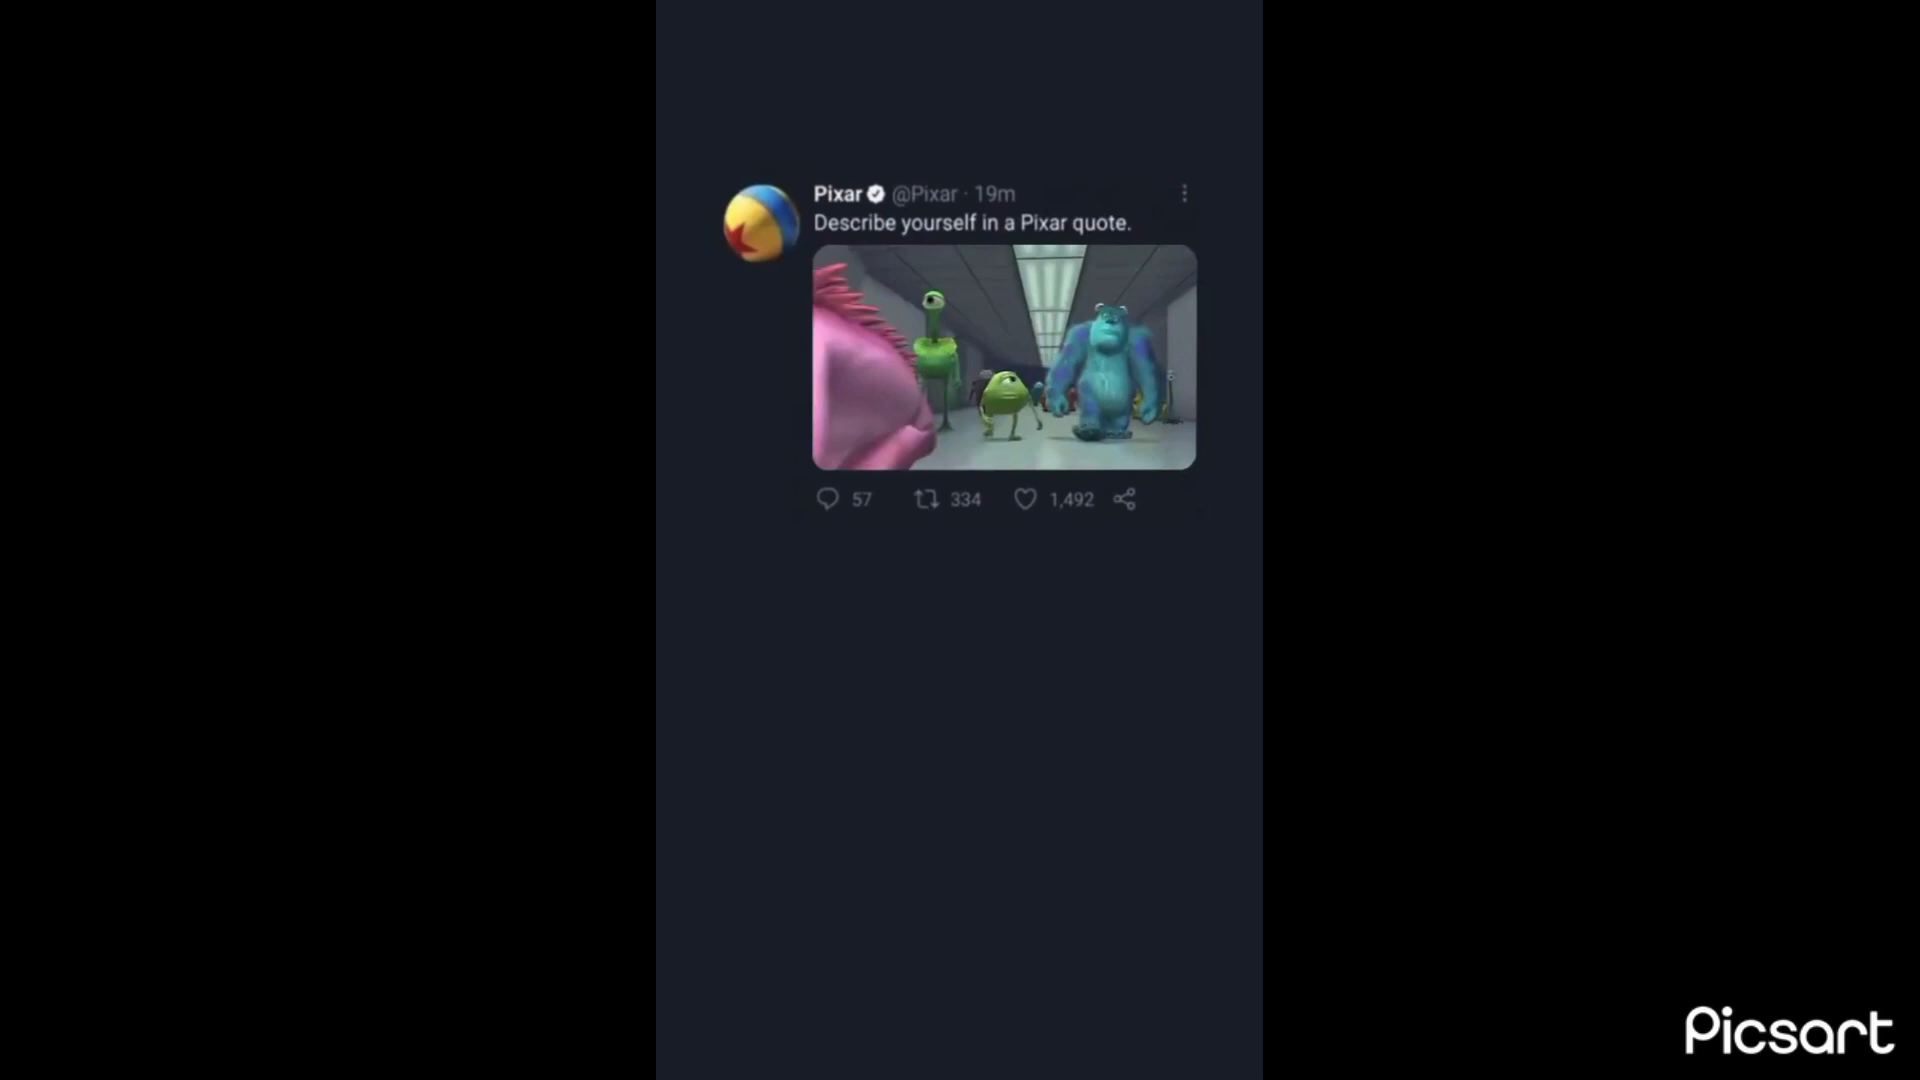 Pixar @Pixar · 19m
Describe yourself in a Pixar quote.
57 334 1,492
Picsart